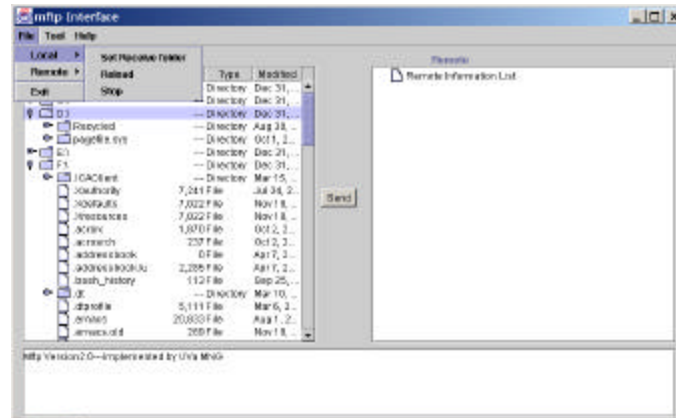 mftp Interface
File Tool Help
Local
Remote
Exit
Set Receive folder
Reload
Stop
Type Modified
Directory Dec 31, ...
Directory Dec 31, ...
D:\ --- Directory Dec 31, ...
Recycled --- Directory Aug 30, ...
pagefile.sys --- Directory Oct 1, 2...
E:\ --- Directory Dec 31, ...
F:\ --- Directory Dec 31, ...
.ICAClient --- Directory Mar 15, ...
.Xauthority 7,241 File Jul 24, 2...
.Xdefaults 7,022 File Nov 18, ...
.Xresources 7,022 File Nov 18, ...
.acrorc 1,870 File Oct 2, 2...
.acrosrch 237 File Oct 2, 2...
.addressbook 0 File Apr 7, 2...
.addressbook.lu 2,285 File Apr 7, 2...
.bash_history 112 File Sep 25, ...
.dt --- Directory Mar 10, ...
.dtprofile 5,111 File Mar 6, 2...
.emacs 20,833 File Aug 1, 2...
.emacs.old 269 File Nov 18, ...
Send
Remote
Remote Information List
Mftp Version2.0---Implemented by UVa MNG